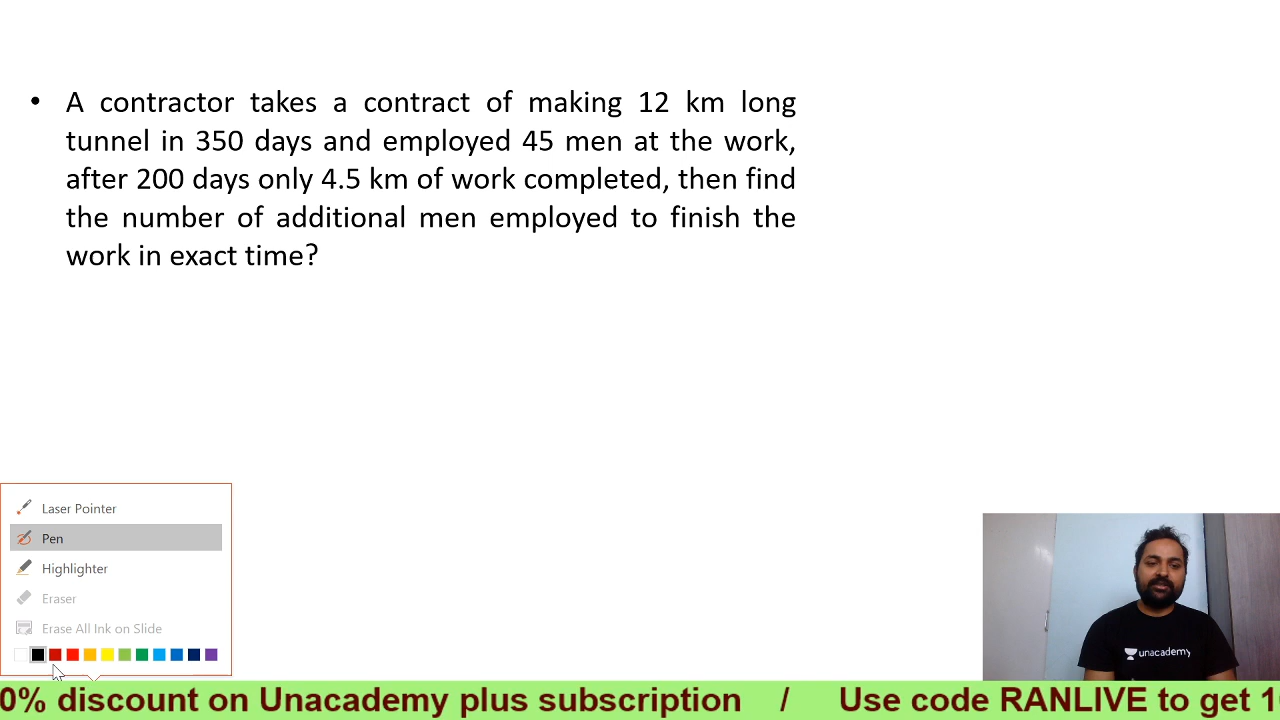 • A contractor takes a contract of making 12 km long
tunnel in 350 days and employed 45 men at the work,
after 200 days only 4.5 km of work completed, then find
the number of additional men employed to finish the
work in exact time?
Laser Pointer
Pen
Highlighter
Eraser
Erase All Ink on Slide
unacademy
0% discount on Unacademy plus subscription / Use code RANLIVE to get 1